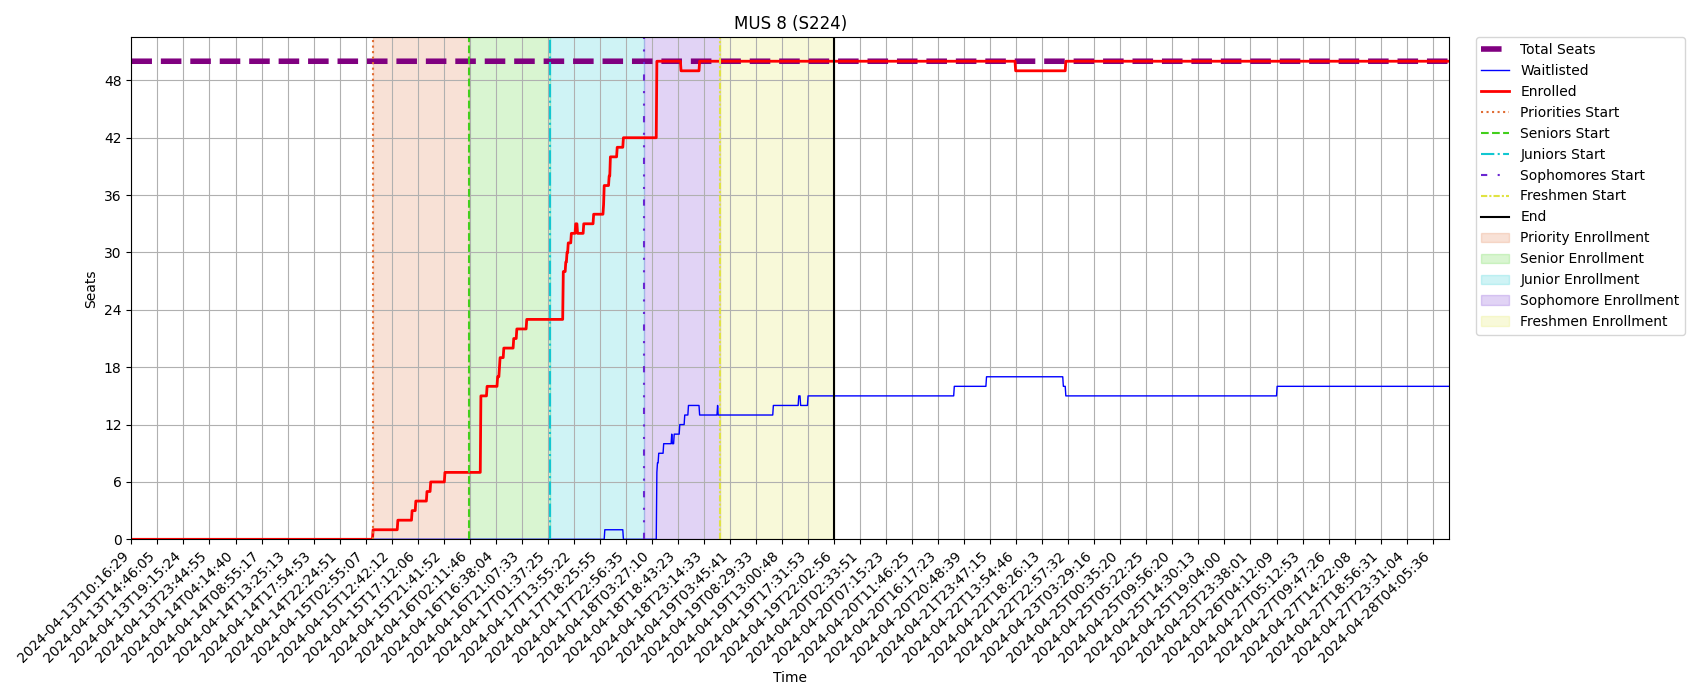 MUS 8 (S224)
Seats
48
42
36
30
24
18
12
6
0
2024-04-13T10:16:29
2024-04-13T14:46:05
2024-04-13T19:15:24
2024-04-13T23:44:55
2024-04-14T04:14:40
2024-04-14T08:55:17
2024-04-14T13:25:13
2024-04-14T17:54:53
2024-04-14T22:24:51
2024-04-15T02:55:07
2024-04-15T12:42:12
2024-04-15T17:12:06
2024-04-15T21:41:52
2024-04-16T02:11:46
2024-04-16T16:38:04
2024-04-16T21:07:33
2024-04-17T01:37:25
2024-04-17T13:55:22
2024-04-17T18:25:55
2024-04-17T22:56:35
2024-04-18T03:27:10
2024-04-18T18:43:23
2024-04-18T23:14:33
2024-04-19T03:45:41
2024-04-19T08:29:33
2024-04-19T13:00:48
2024-04-19T17:31:53
2024-04-19T22:02:56
2024-04-20T02:33:51
2024-04-20T07:15:23
2024-04-20T11:46:25
2024-04-20T16:17:23
2024-04-20T20:48:39
2024-04-21T23:47:15
2024-04-22T13:54:46
2024-04-22T18:26:13
2024-04-22T22:57:32
2024-04-23T03:29:16
2024-04-25T00:35:20
2024-04-25T05:22:25
2024-04-25T09:56:20
2024-04-25T14:30:13
2024-04-25T19:04:00
2024-04-25T23:38:01
2024-04-26T04:12:09
2024-04-27T05:12:53
2024-04-27T09:47:26
2024-04-27T14:22:08
2024-04-27T18:56:31
2024-04-27T23:31:04
2024-04-28T04:05:36
Time
Total Seats
Waitlisted
Enrolled
Priorities Start
Seniors Start
Juniors Start
Sophomores Start
Freshmen Start
End
Priority Enrollment
Senior Enrollment
Junior Enrollment
Sophomore Enrollment
Freshmen Enrollment